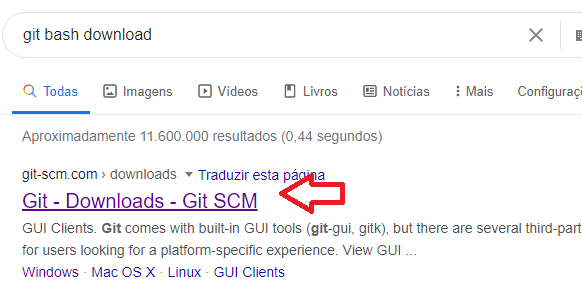 git bash download
Todas Imagens Vídeos Livros Notícias Mais Configuraçõ
Aproximadamente 11.600.000 resultados (0,44 segundos)
git-scm.com › downloads Traduzir esta página
Git - Downloads - Git SCM
GUI Clients. Git comes with built-in GUI tools (git-gui, gitk), but there are several third-part
for users looking for a platform-specific experience. View GUI ...
Windows · Mac OS X · Linux · GUI Clients